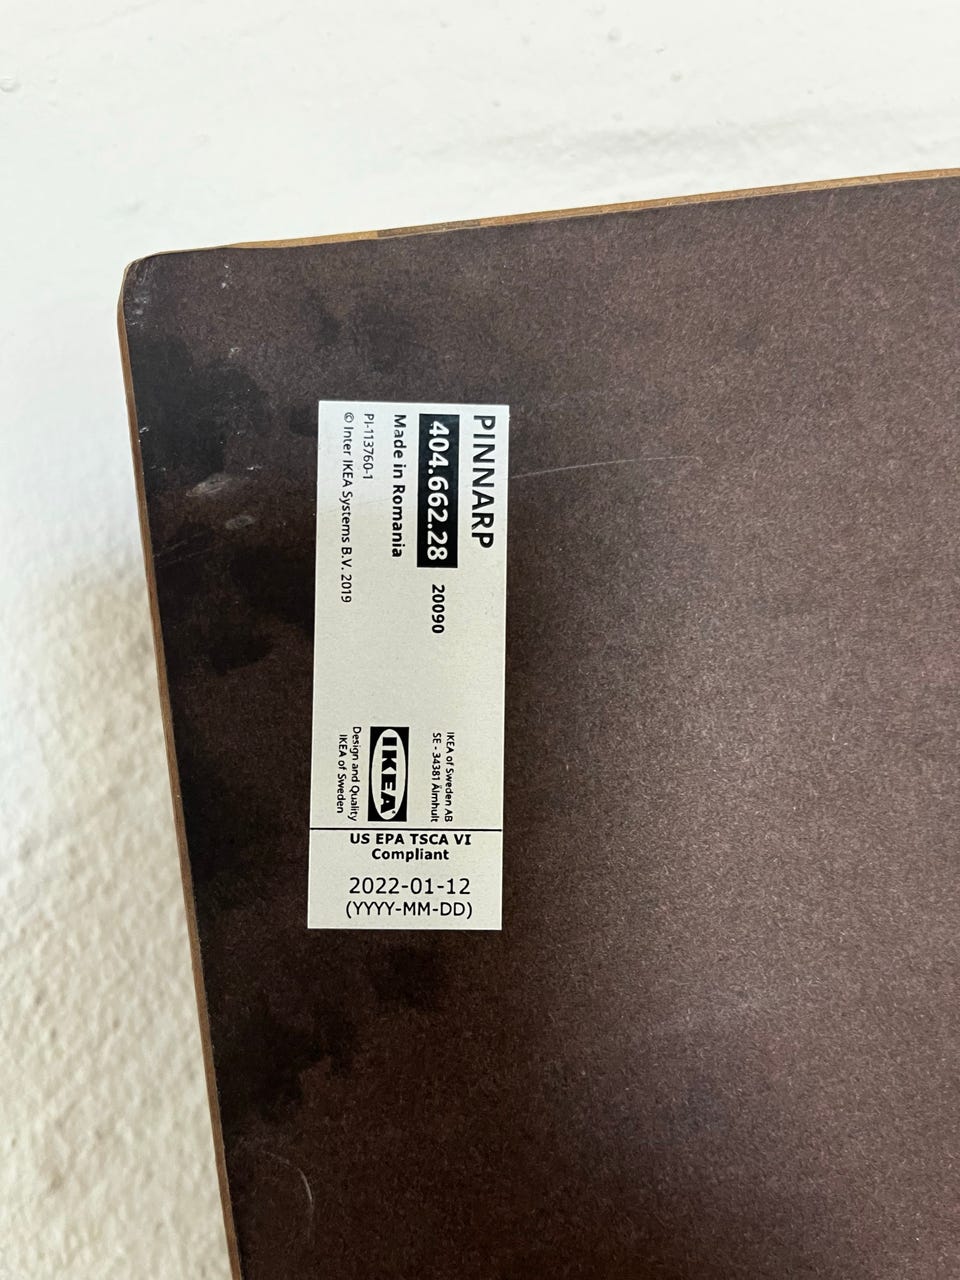 PINNARP
404.662.28 20090
Made in Romania
PI-113760-1
© Inter IKEA Systems B.V. 2019
IKEA of Sweden AB
SE - 34381 Älmhult
IKEA
Design and Quality
IKEA of Sweden
US EPA TSCA VI
Compliant
2022-01-12
(YYYY-MM-DD)